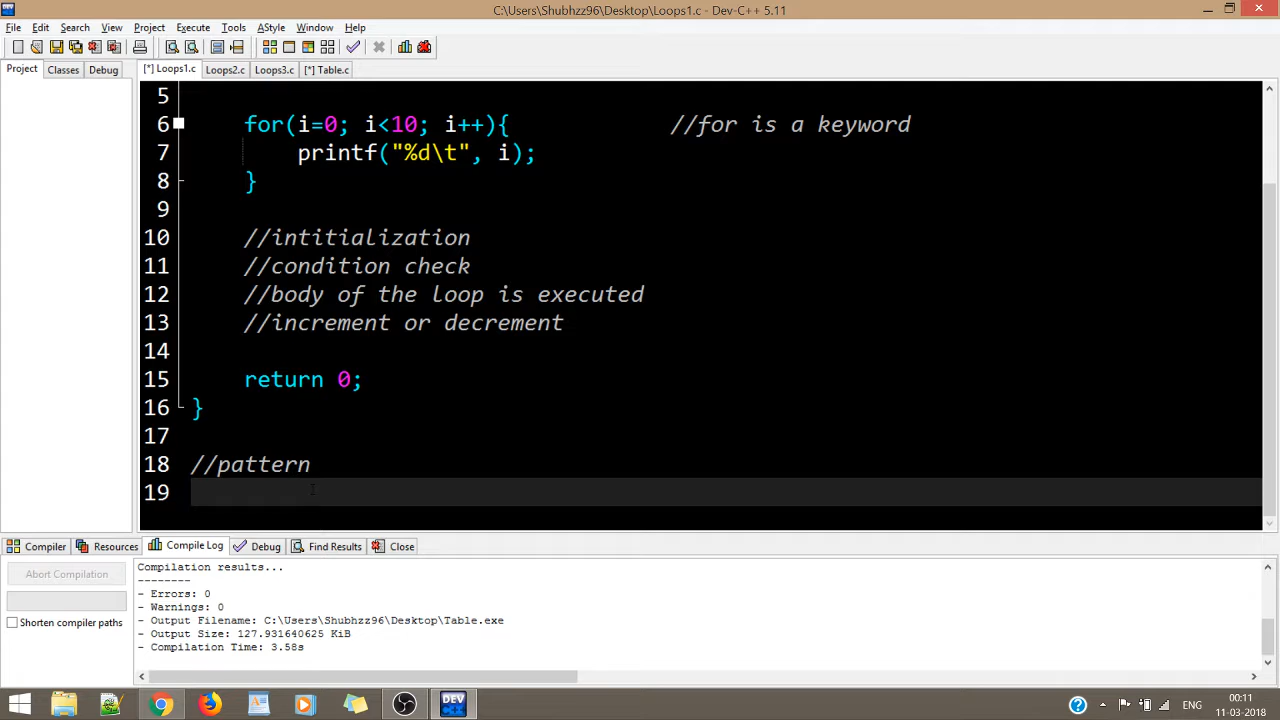 C:\Users\Shubhzz96\Desktop\Loops1.c - Dev-C++ 5.11
File Edit Search View Project Execute Tools AStyle Window Help
Project Classes Debug
[*] Loops1.c Loops2.c Loops3.c [*] Table.c
5
6 for(i=0; i<10; i++){ //for is a keyword
7 printf("%d\t", i);
8 }
9
10 //intitialization
11 //condition check
12 //body of the loop is executed
13 //increment or decrement
14
15 return 0;
16 }
17
18 //pattern
19
Compiler Resources Compile Log Debug Find Results Close
Abort Compilation
Shorten compiler paths
Compilation results...
--------
- Errors: 0
- Warnings: 0
- Output Filename: C:\Users\Shubhzz96\Desktop\Table.exe
- Output Size: 127.931640625 KiB
- Compilation Time: 3.58s
DEV C++
ENG
00:11
11-03-2018